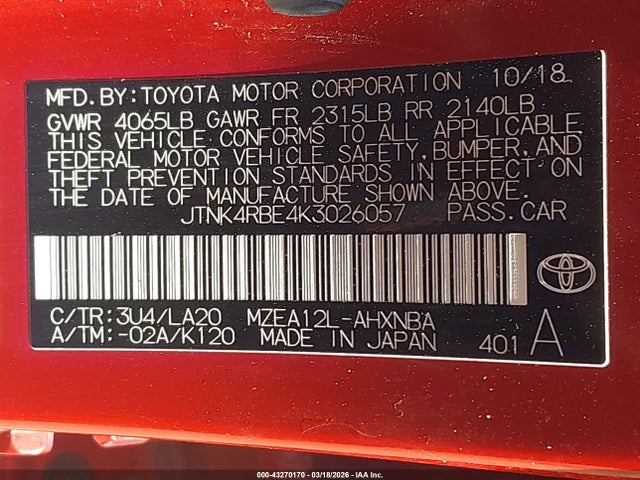 MFD.BY:TOYOTA MOTOR CORPORATION 10/18
GVWR 4065LB GAWR FR 2315LB RR 2140LB
THIS VEHICLE CONFORMS TO ALL APPLICABLE
FEDERAL MOTOR VEHICLE SAFETY, BUMPER, AND
THEFT PREVENTION STANDARDS IN EFFECT ON
THE DATE OF MANUFACTURE SHOWN ABOVE.
JTNK4RBE4K3026057 PASS.CAR
C/TR:3U4/LA20 MZEA12L-AHXNBA
A/TM:-02A/K120 MADE IN JAPAN 401 A
000-43270170 - 03/18/2026 - IAA Inc.